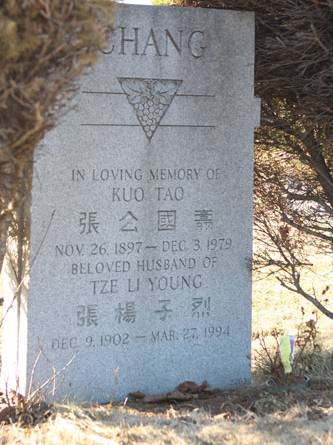 CHANG
IN LOVING MEMORY OF
KUO TAO
張公國燾
NOV. 26, 1897 — DEC. 3, 1979
BELOVED HUSBAND OF
TZE LI YOUNG
張楊子烈
DEC. 9, 1902 — MAR. 27, 1994